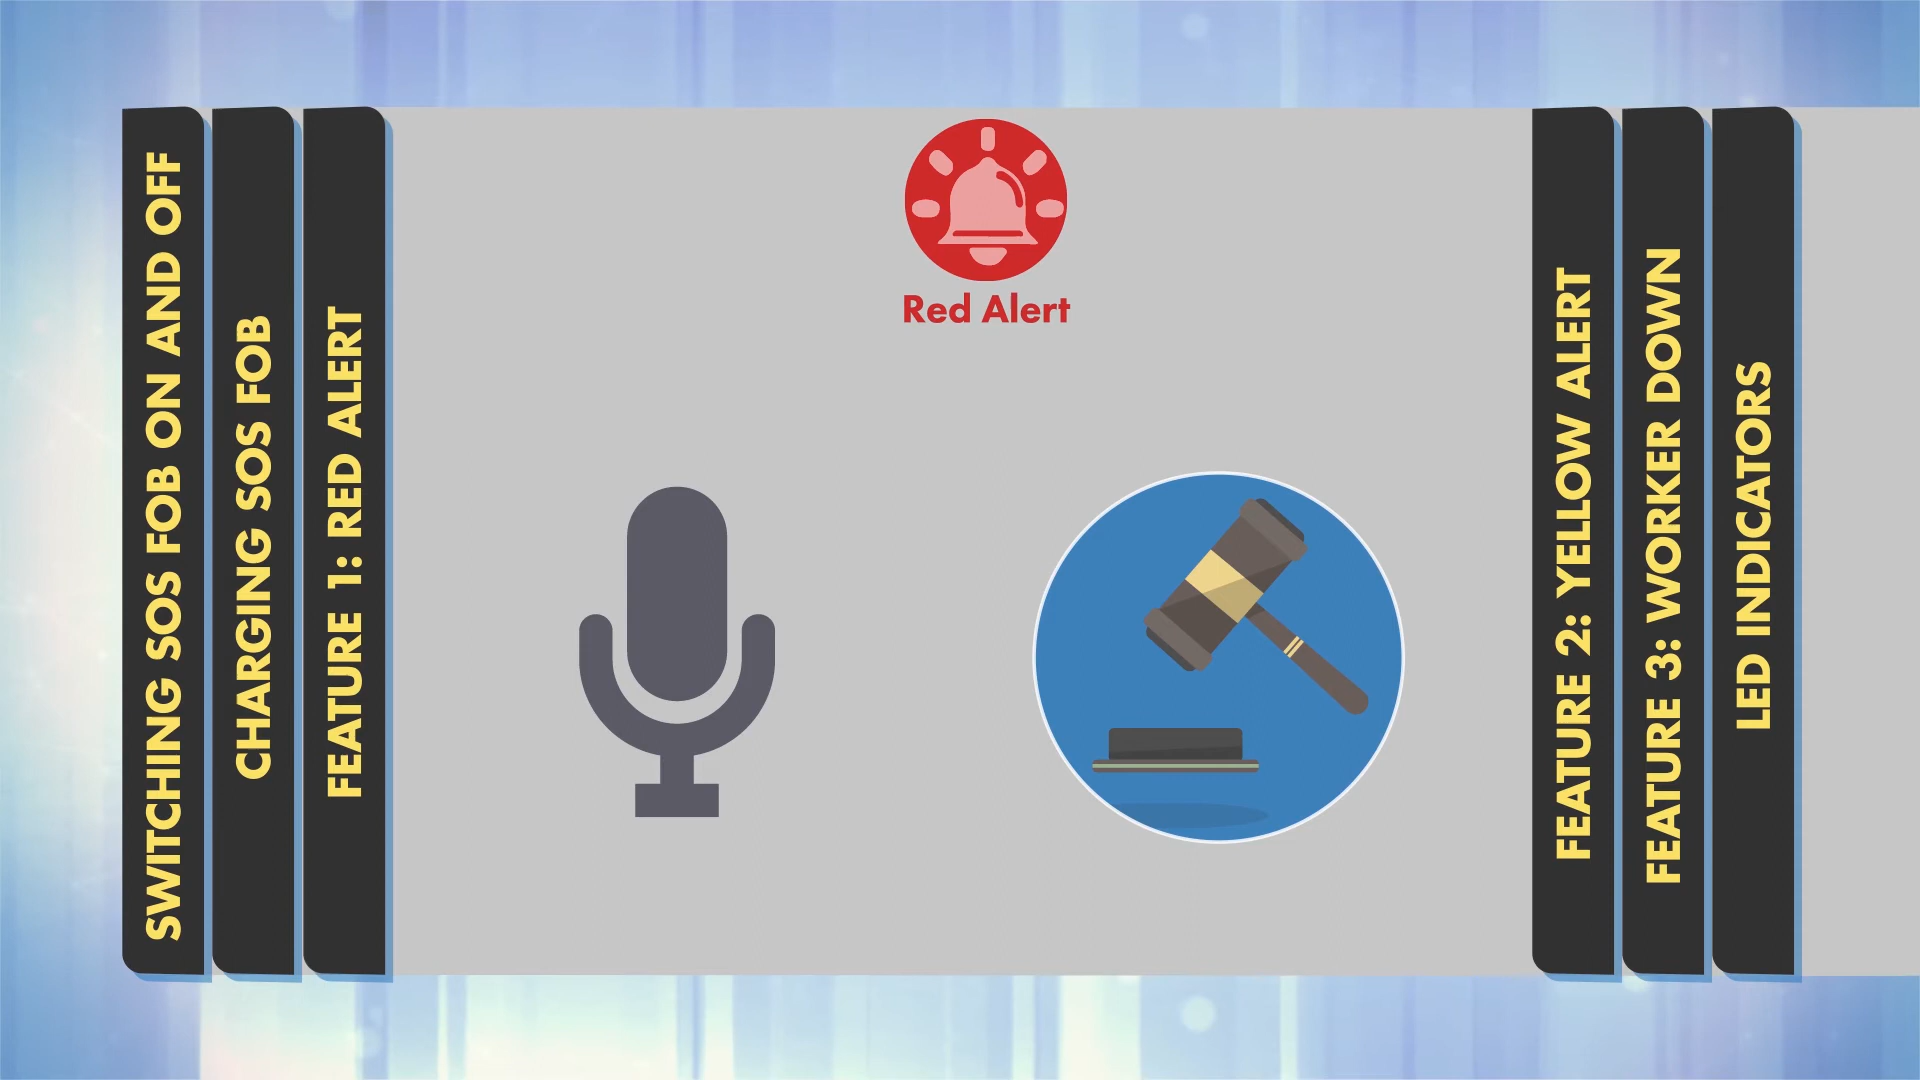 SWITCHING SOS FOB ON AND OFF
CHARGING SOS FOB
FEATURE 1: RED ALERT
Red Alert
FEATURE 2: YELLOW ALERT
FEATURE 3: WORKER DOWN
LED INDICATORS